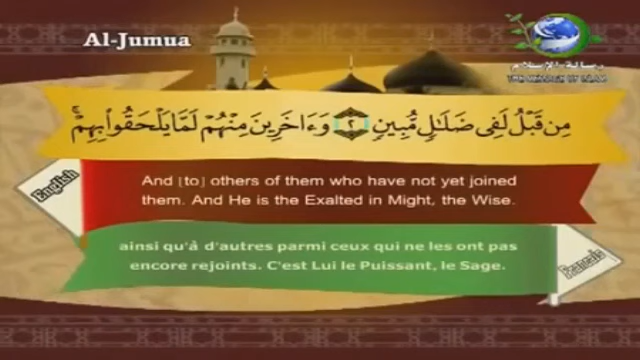 Al-Jumua
رسالة الإسلام
THE MESSAGE OF ISLAM
مِن قَبْلُ لَفِى ضَلَـٰلٍ مُّبِينٍ ٢ وَءَاخَرِينَ مِنْهُمْ لَمَّا يَلْحَقُوا۟ بِهِمْ ۚ
English
And [to] others of them who have not yet joined
them. And He is the Exalted in Might, the Wise.
ainsi qu'à d'autres parmi ceux qui ne les ont pas
encore rejoints. C'est Lui le Puissant, le Sage.